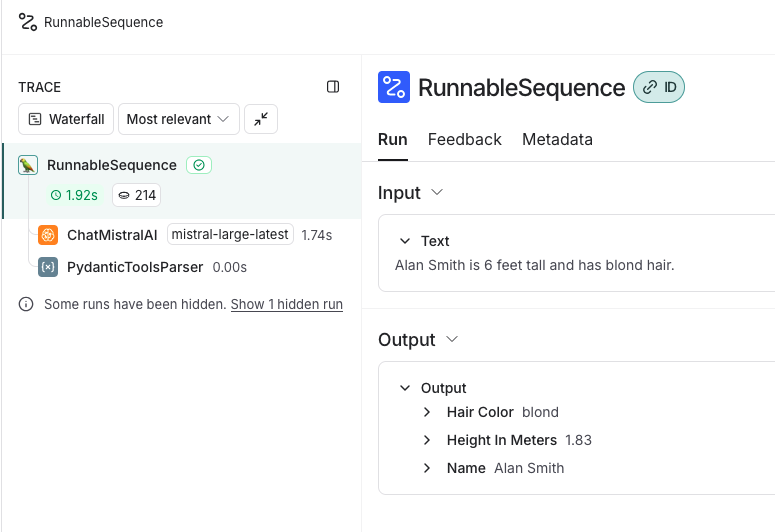 RunnableSequence
TRACE
Waterfall
Most relevant
RunnableSequence
1.92s
214
ChatMistralAI mistral-large-latest 1.74s
PydanticToolsParser 0.00s
Some runs have been hidden. Show 1 hidden run
RunnableSequence ID
Run Feedback Metadata
Input
Text
Alan Smith is 6 feet tall and has blond hair.
Output
Output
Hair Color blond
Height In Meters 1.83
Name Alan Smith